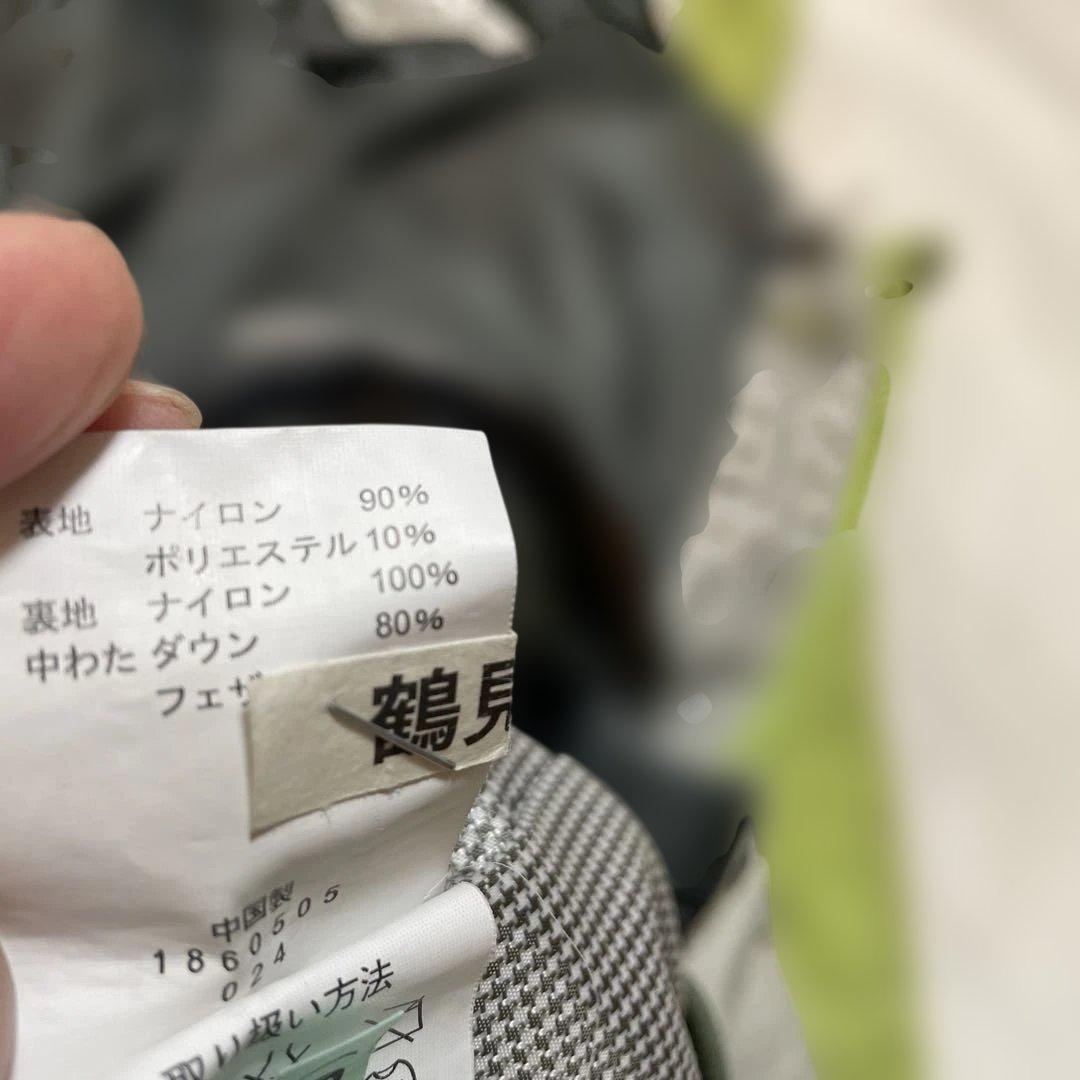 表地 ナイロン 90%
ポリエステル 10%
裏地 ナイロン 100%
中わた ダウン 80%
フェザ
鶴見
中国製
1860505
024
取り扱い方法